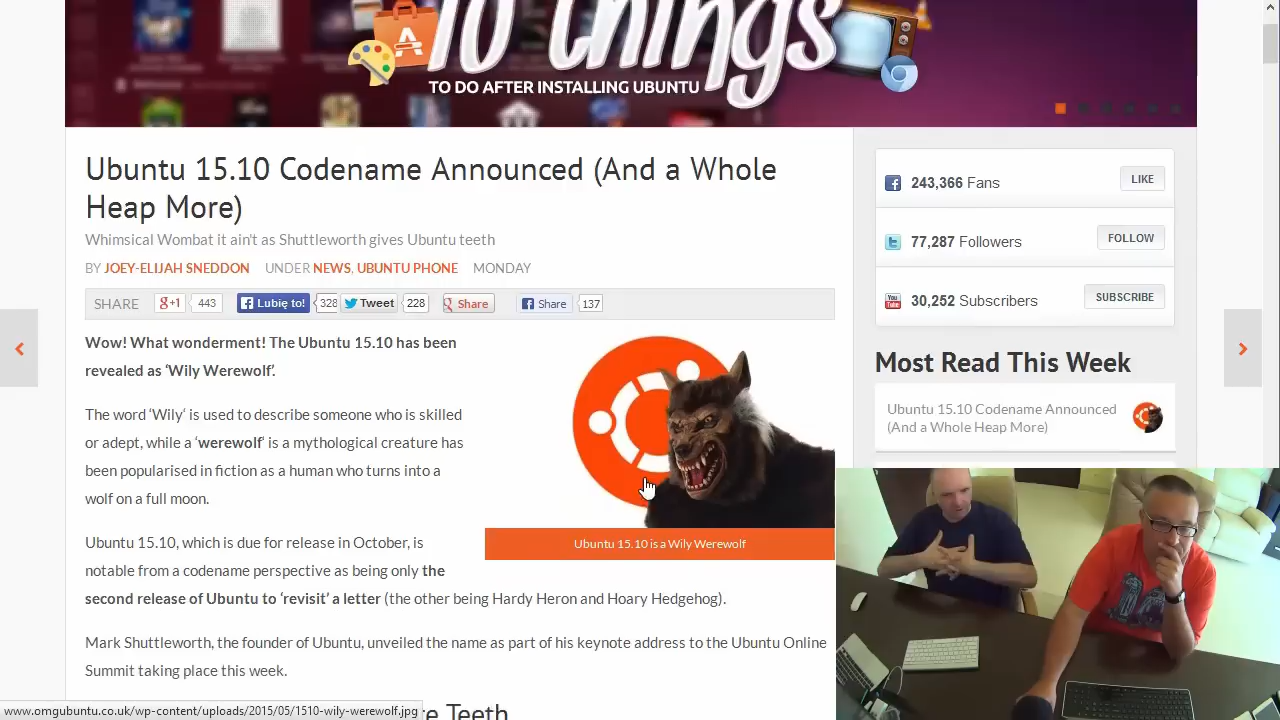 10 things
TO DO AFTER INSTALLING UBUNTU
Ubuntu 15.10 Codename Announced (And a Whole
Heap More)
Whimsical Wombat it ain't as Shuttleworth gives Ubuntu teeth
BY JOEY-ELIJAH SNEDDON UNDER NEWS, UBUNTU PHONE MONDAY
SHARE g+1 443 Lubię to! 328 Tweet 228 Share Share 137
Wow! What wonderment! The Ubuntu 15.10 has been
revealed as ‘Wily Werewolf’.
The word ‘Wily‘ is used to describe someone who is skilled
or adept, while a ‘werewolf‘ is a mythological creature has
been popularised in fiction as a human who turns into a
wolf on a full moon.
Ubuntu 15.10, which is due for release in October, is
notable from a codename perspective as being only the
second release of Ubuntu to ‘revisit’ a letter (the other being Hardy Heron and Hoary Hedgehog).
Mark Shuttleworth, the founder of Ubuntu, unveiled the name as part of his keynote address to the Ubuntu Online
Summit taking place this week.
e Teeth
Ubuntu 15.10 is a Wily Werewolf
243,366 Fans LIKE
77,287 Followers FOLLOW
30,252 Subscribers SUBSCRIBE
Most Read This Week
Ubuntu 15.10 Codename Announced
(And a Whole Heap More)
www.omgubuntu.co.uk/wp-content/uploads/2015/05/1510-wily-werewolf.jpg